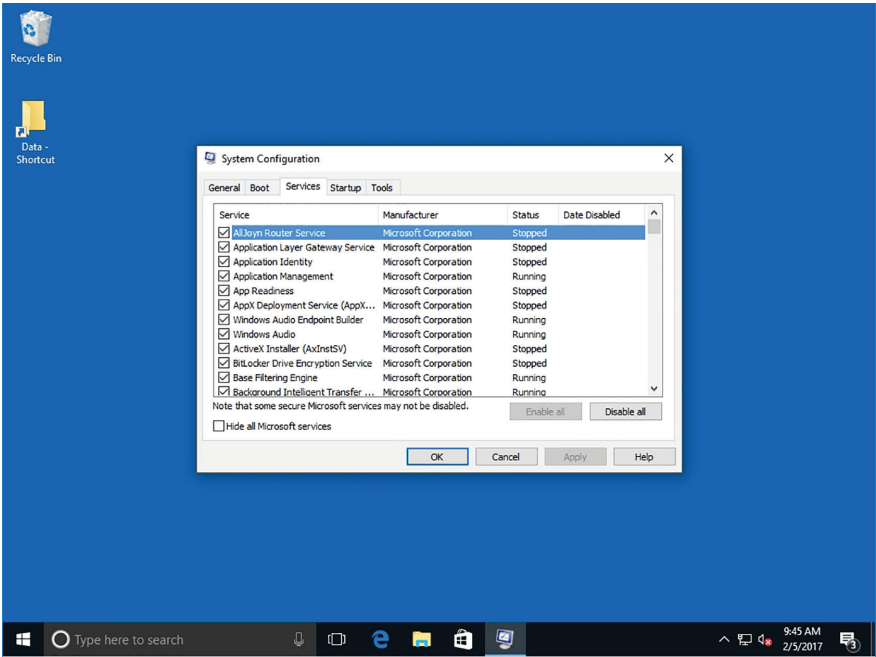 Recycle Bin
Data -
Shortcut
System Configuration
General Boot Services Startup Tools
Service Manufacturer Status Date Disabled
AllJoyn Router Service Microsoft Corporation Stopped
Application Layer Gateway Service Microsoft Corporation Stopped
Application Identity Microsoft Corporation Stopped
Application Management Microsoft Corporation Running
App Readiness Microsoft Corporation Stopped
AppX Deployment Service (AppX... Microsoft Corporation Stopped
Windows Audio Endpoint Builder Microsoft Corporation Running
Windows Audio Microsoft Corporation Running
ActiveX Installer (AxInstSV) Microsoft Corporation Stopped
BitLocker Drive Encryption Service Microsoft Corporation Stopped
Base Filtering Engine Microsoft Corporation Running
Background Intelligent Transfer ... Microsoft Corporation Running
Note that some secure Microsoft services may not be disabled.
Enable all Disable all
Hide all Microsoft services
OK Cancel Apply Help
Type here to search
9:45 AM
2/5/2017
3